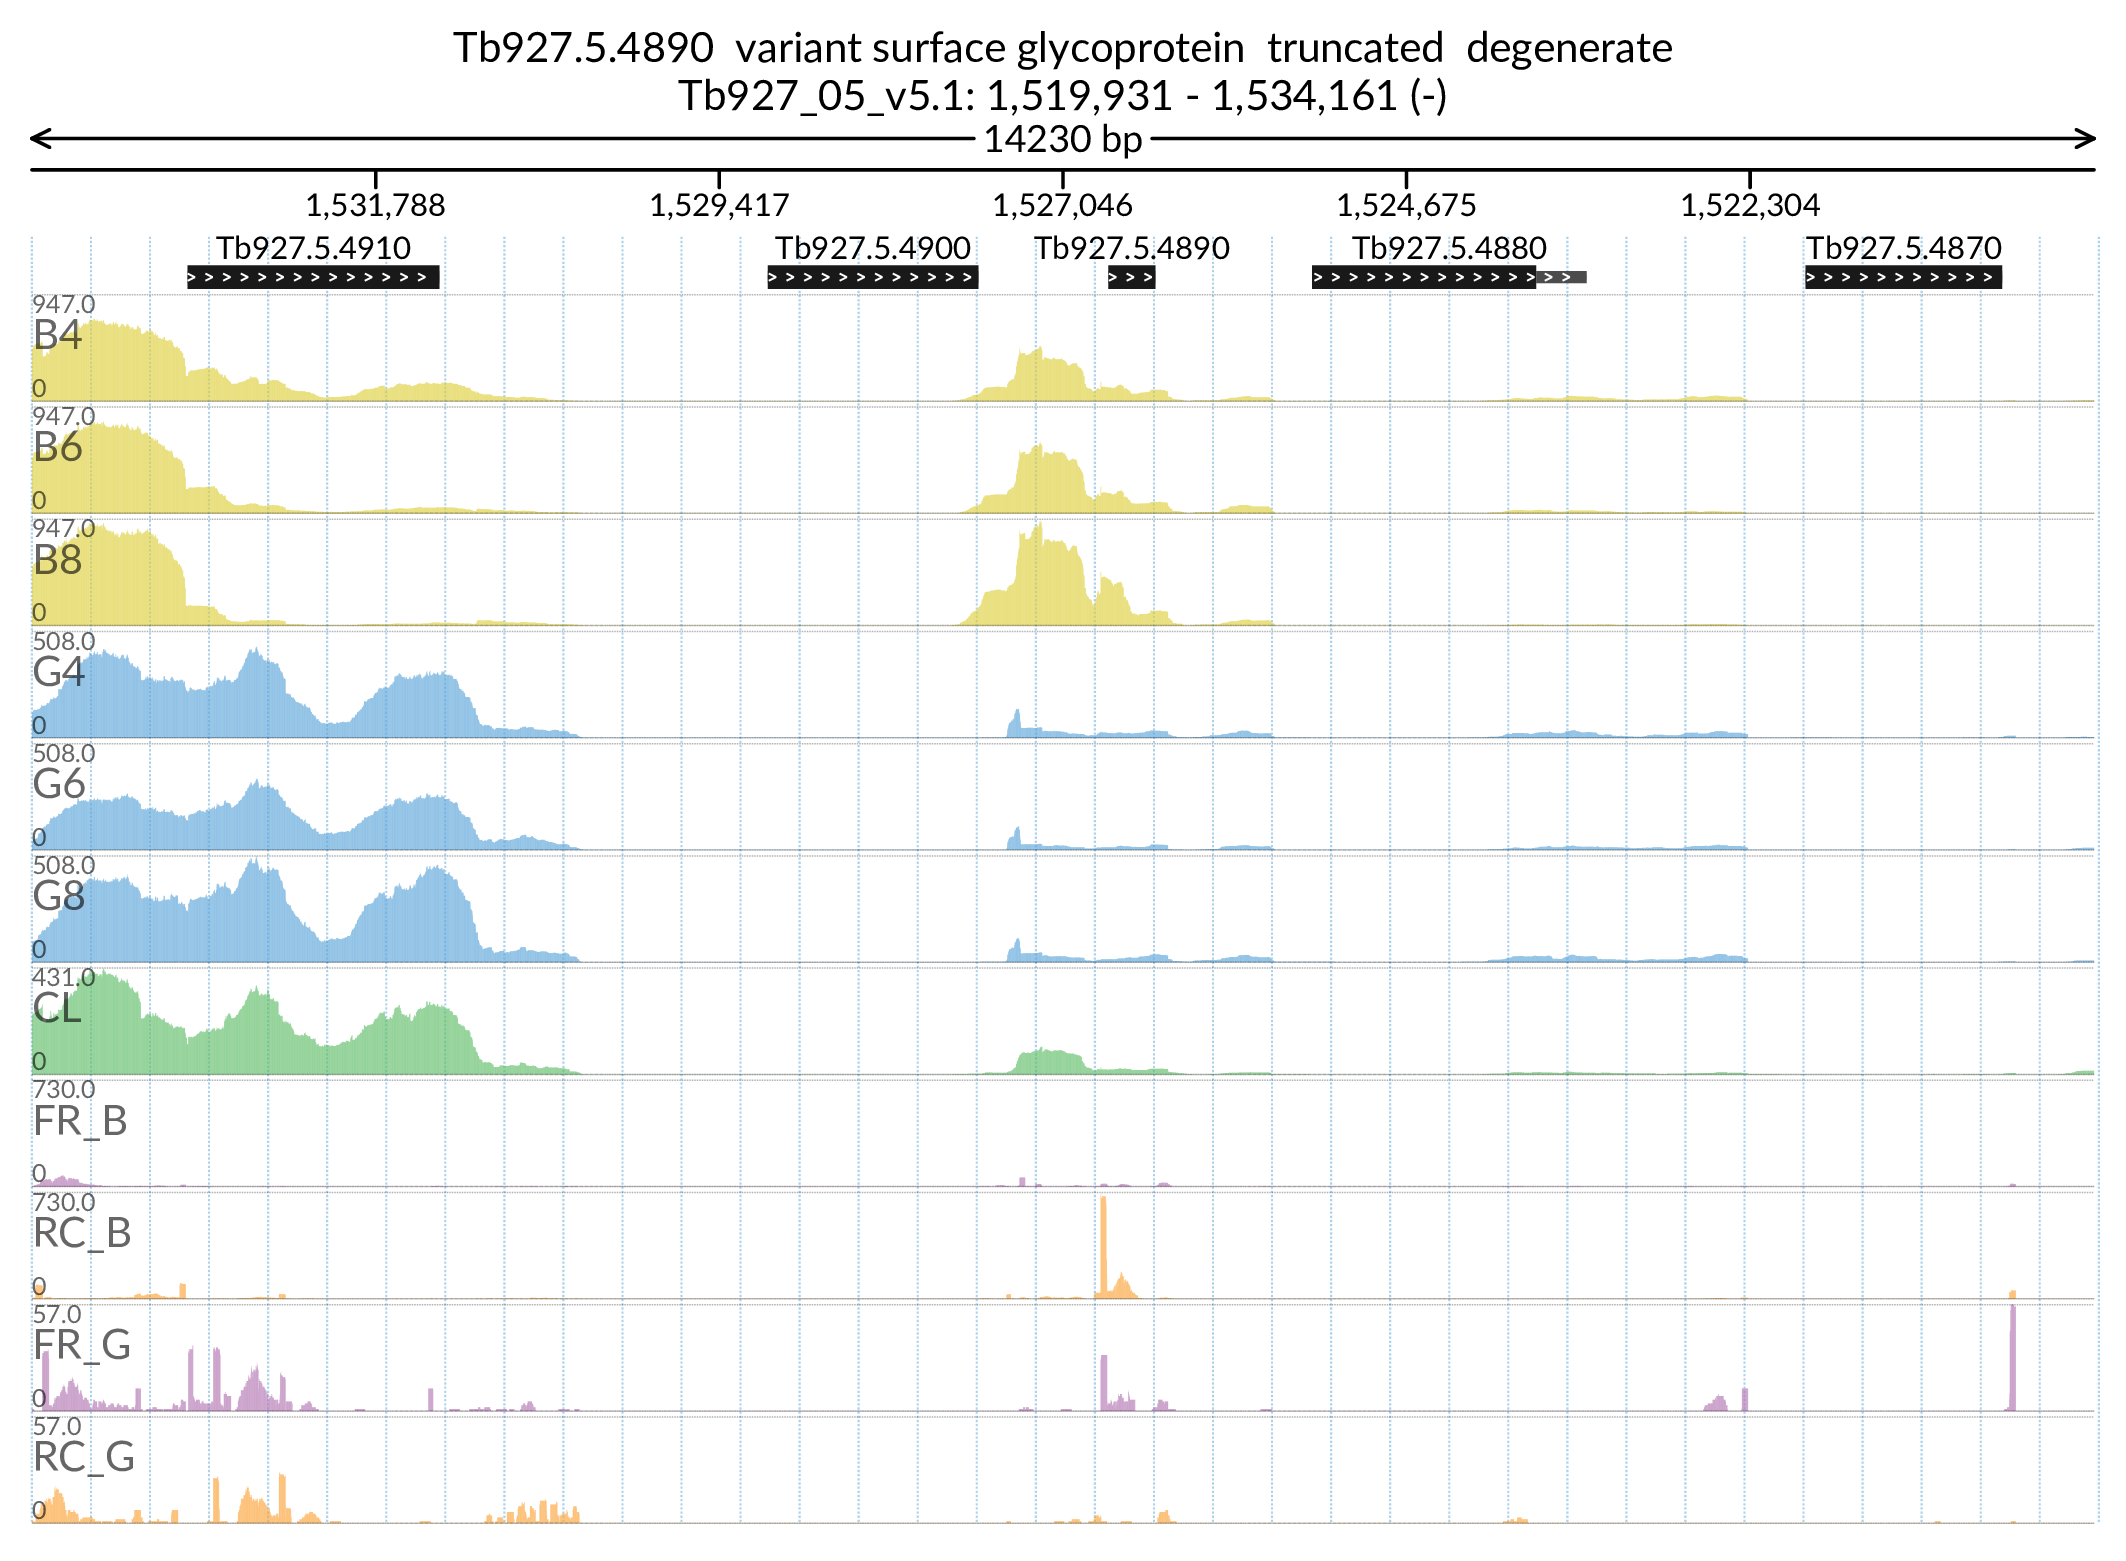 Tb927.5.4890 variant surface glycoprotein truncated degenerate
Tb927_05_v5.1: 1,519,931 - 1,534,161 (-)
14230 bp
1,531,788 1,529,417 1,527,046 1,524,675 1,522,304
Tb927.5.4910 Tb927.5.4900 Tb927.5.4890 Tb927.5.4880 Tb927.5.4870
947.0
B4
0
947.0
B6
0
947.0
B8
0
508.0
G4
0
508.0
G6
0
508.0
G8
0
431.0
CL
0
730.0
FR_B
0
730.0
RC_B
0
57.0
FR_G
0
57.0
RC_G
0